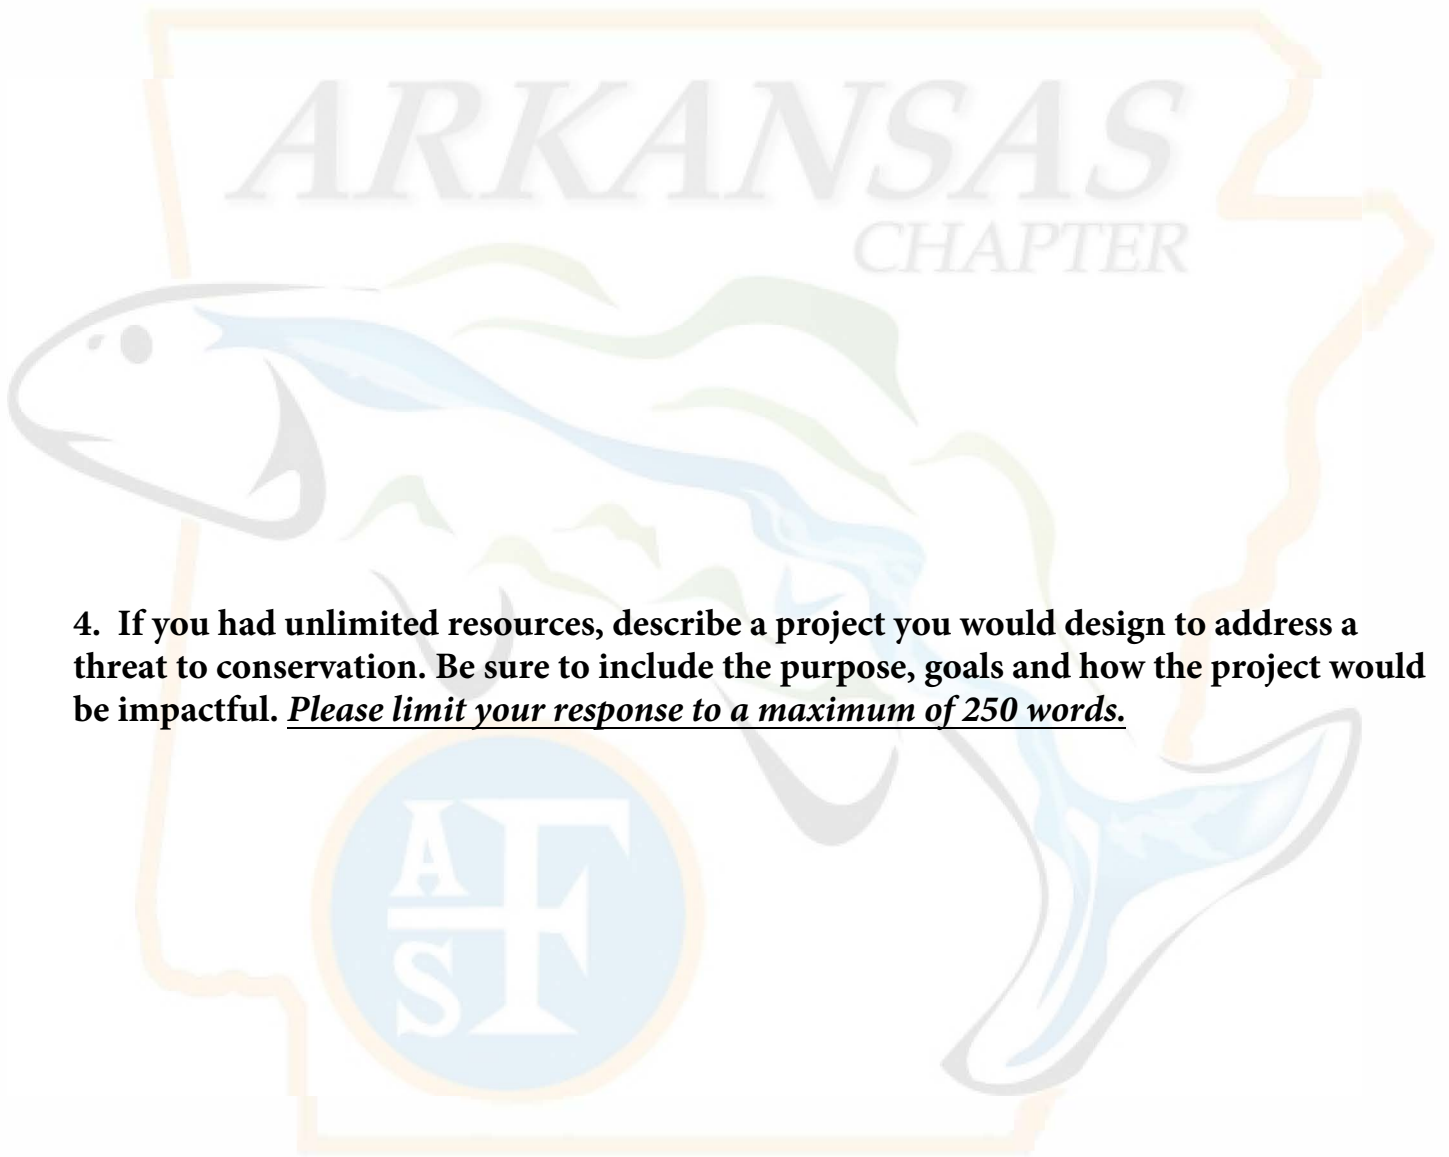 ARKANSAS
CHAPTER
4. If you had unlimited resources, describe a project you would design to address a
threat to conservation. Be sure to include the purpose, goals and how the project would
be impactful. Please limit your response to a maximum of 250 words.
A
F
S